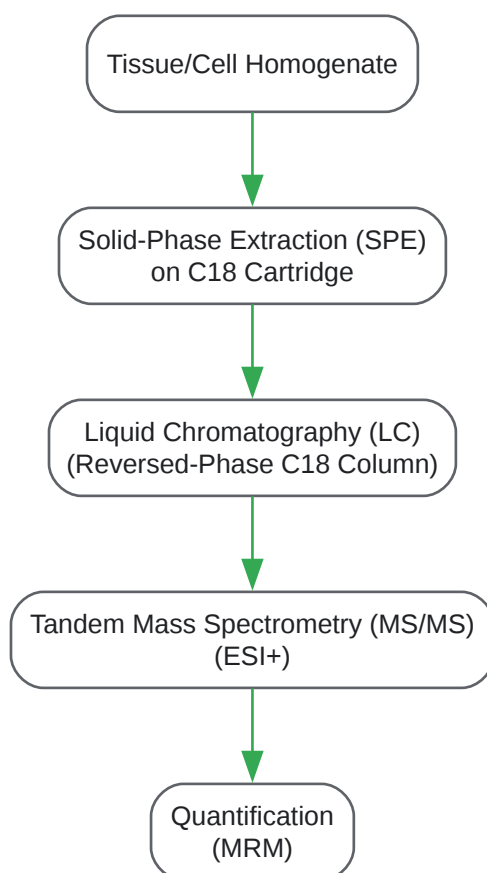 Tissue/Cell Homogenate
Solid-Phase Extraction (SPE)
on C18 Cartridge
Liquid Chromatography (LC)
(Reversed-Phase C18 Column)
Tandem Mass Spectrometry (MS/MS)
(ESI+)
Quantification
(MRM)